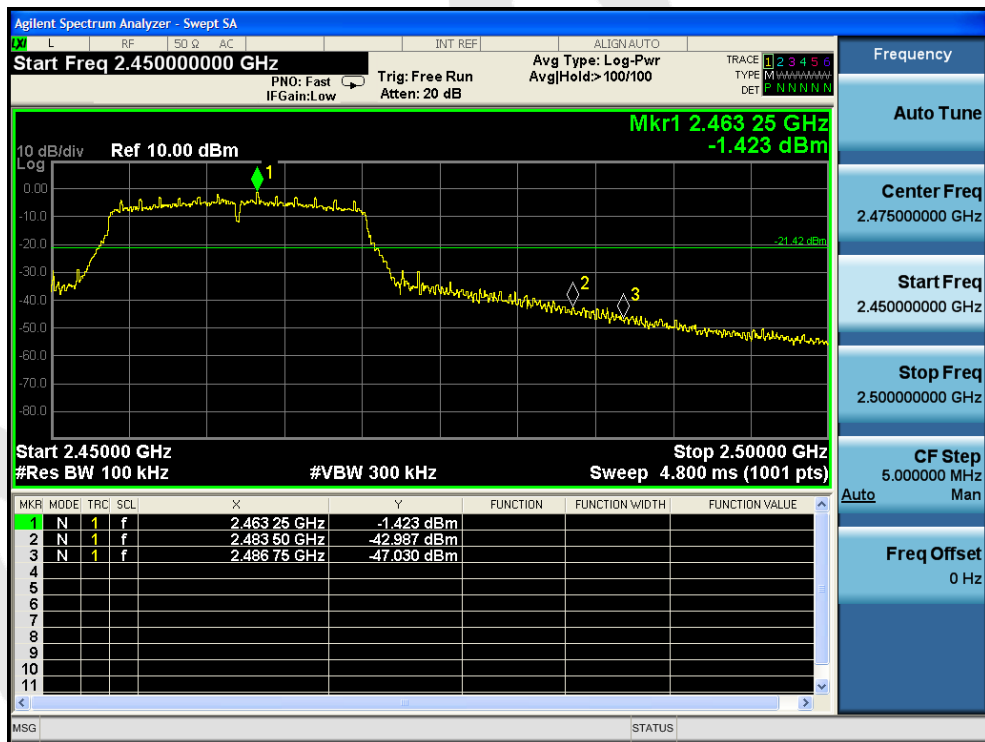 Agilent Spectrum Analyzer - Swept SA
LXI L RF 50 Ω AC INT REF ALIGN AUTO
Start Freq 2.450000000 GHz
PNO: Fast
IFGain:Low
Trig: Free Run
Atten: 20 dB
Avg Type: Log-Pwr
Avg|Hold:> 100/100
TRACE 1 2 3 4 5 6
TYPE M
DET P N N N N N
Mkr1 2.463 25 GHz
-1.423 dBm
10 dB/div Ref 10.00 dBm
Log
1
0.00
-10.0
-20.0
-21.42 dBm
-30.0
2
3
-40.0
-50.0
-60.0
-70.0
-80.0
Start 2.45000 GHz Stop 2.50000 GHz
#Res BW 100 kHz #VBW 300 kHz Sweep 4.800 ms (1001 pts)
MKR MODE TRC SCL X Y FUNCTION FUNCTION WIDTH FUNCTION VALUE
1 N 1 f 2.463 25 GHz -1.423 dBm
2 N 1 f 2.483 50 GHz -42.987 dBm
3 N 1 f 2.486 75 GHz -47.030 dBm
4
5
6
7
8
9
10
11
MSG STATUS
Frequency
Auto Tune
Center Freq
2.475000000 GHz
Start Freq
2.450000000 GHz
Stop Freq
2.500000000 GHz
CF Step
5.000000 MHz
Auto Man
Freq Offset
0 Hz